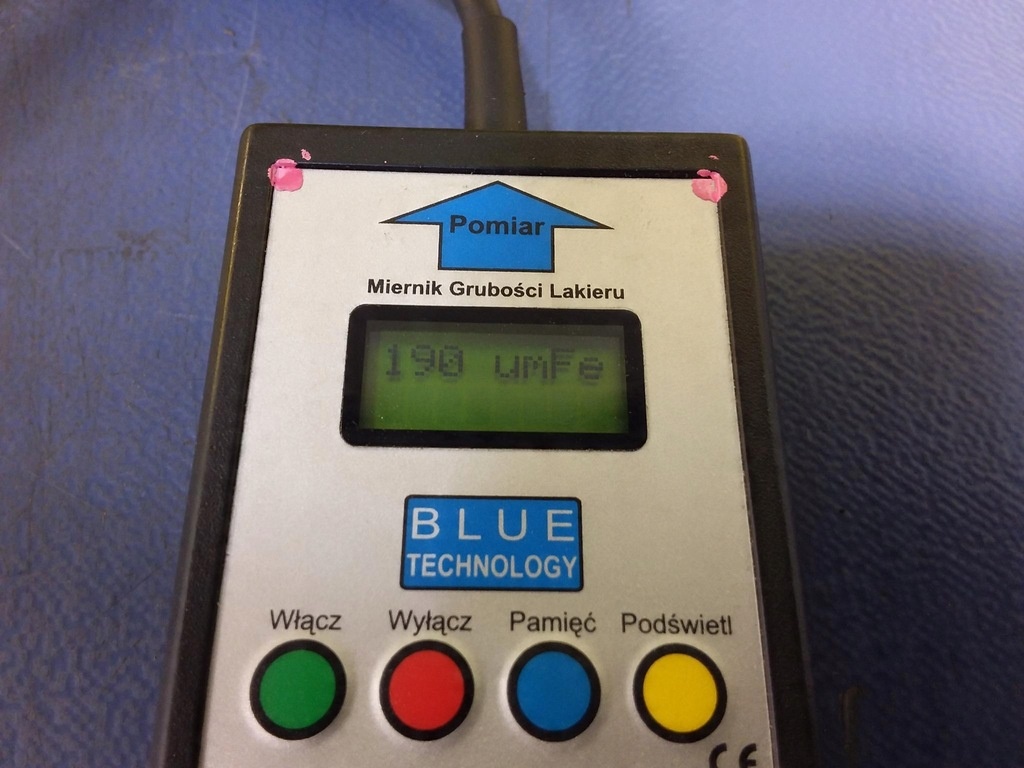 Pomiar
Miernik Grubości Lakieru
190 umFe
BLUE
TECHNOLOGY
Włącz Wyłącz Pamięć Podświetl
CE